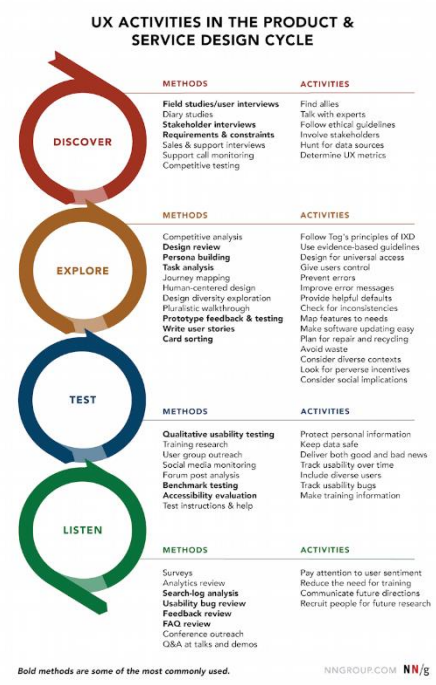 UX ACTIVITIES IN THE PRODUCT &
SERVICE DESIGN CYCLE
DISCOVER
METHODS
Field studies/user interviews
Diary studies
Stakeholder interviews
Requirements & constraints
Sales & support interviews
Support call monitoring
Competitive testing
ACTIVITIES
Find allies
Talk with experts
Follow ethical guidelines
Involve stakeholders
Hunt for data sources
Determine UX metrics
EXPLORE
METHODS
Competitive analysis
Design review
Persona building
Task analysis
Journey mapping
Human-centered design
Design diversity exploration
Pluralistic walkthrough
Prototype feedback & testing
Write user stories
Card sorting
ACTIVITIES
Follow Tog's principles of IXD
Use evidence-based guidelines
Design for universal access
Give users control
Prevent errors
Improve error messages
Provide helpful defaults
Check for inconsistencies
Map features to needs
Make software updating easy
Plan for repair and recycling
Avoid waste
Consider diverse contexts
Look for perverse incentives
Consider social implications
TEST
METHODS
Qualitative usability testing
Training research
User group outreach
Social media monitoring
Forum post analysis
Benchmark testing
Accessibility evaluation
Test instructions & help
ACTIVITIES
Protect personal information
Keep data safe
Deliver both good and bad news
Track usability over time
Include diverse users
Track usability bugs
Make training information
LISTEN
METHODS
Surveys
Analytics review
Search-log analysis
Usability bug review
Feedback review
FAQ review
Conference outreach
Q&A at talks and demos
ACTIVITIES
Pay attention to user sentiment
Reduce the need for training
Communicate future directions
Recruit people for future research
Bold methods are some of the most commonly used.
NNGROUP.COM NN/g